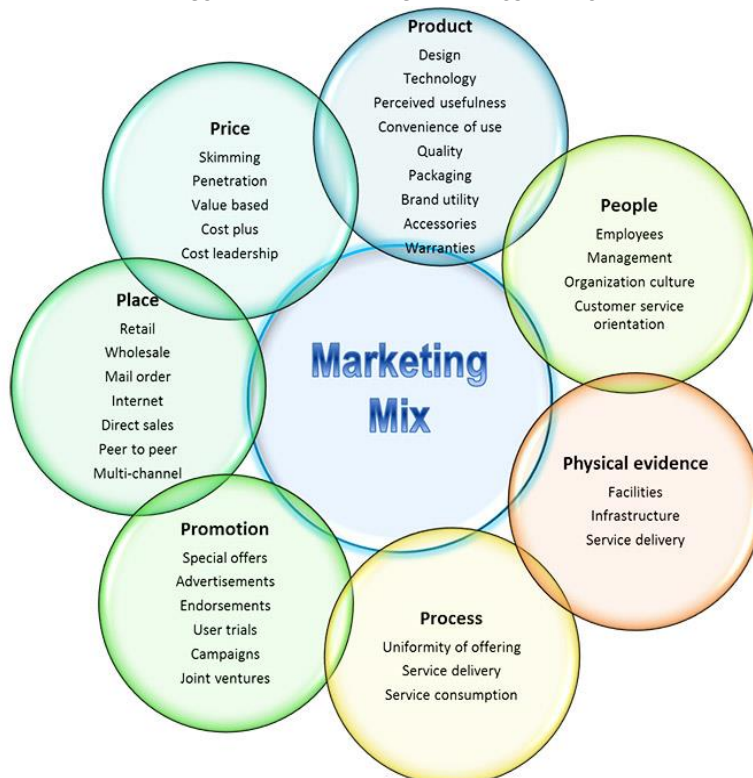 Product
Design
Technology
Perceived usefulness
Convenience of use
Quality
Packaging
Brand utility
Accessories
Warranties
Price
Skimming
Penetration
Value based
Cost plus
Cost leadership
People
Employees
Management
Organization culture
Customer service
orientation
Place
Retail
Wholesale
Mail order
Internet
Direct sales
Peer to peer
Multi-channel
Marketing
Mix
Physical evidence
Facilities
Infrastructure
Service delivery
Promotion
Special offers
Advertisements
Endorsements
User trials
Campaigns
Joint ventures
Process
Uniformity of offering
Service delivery
Service consumption